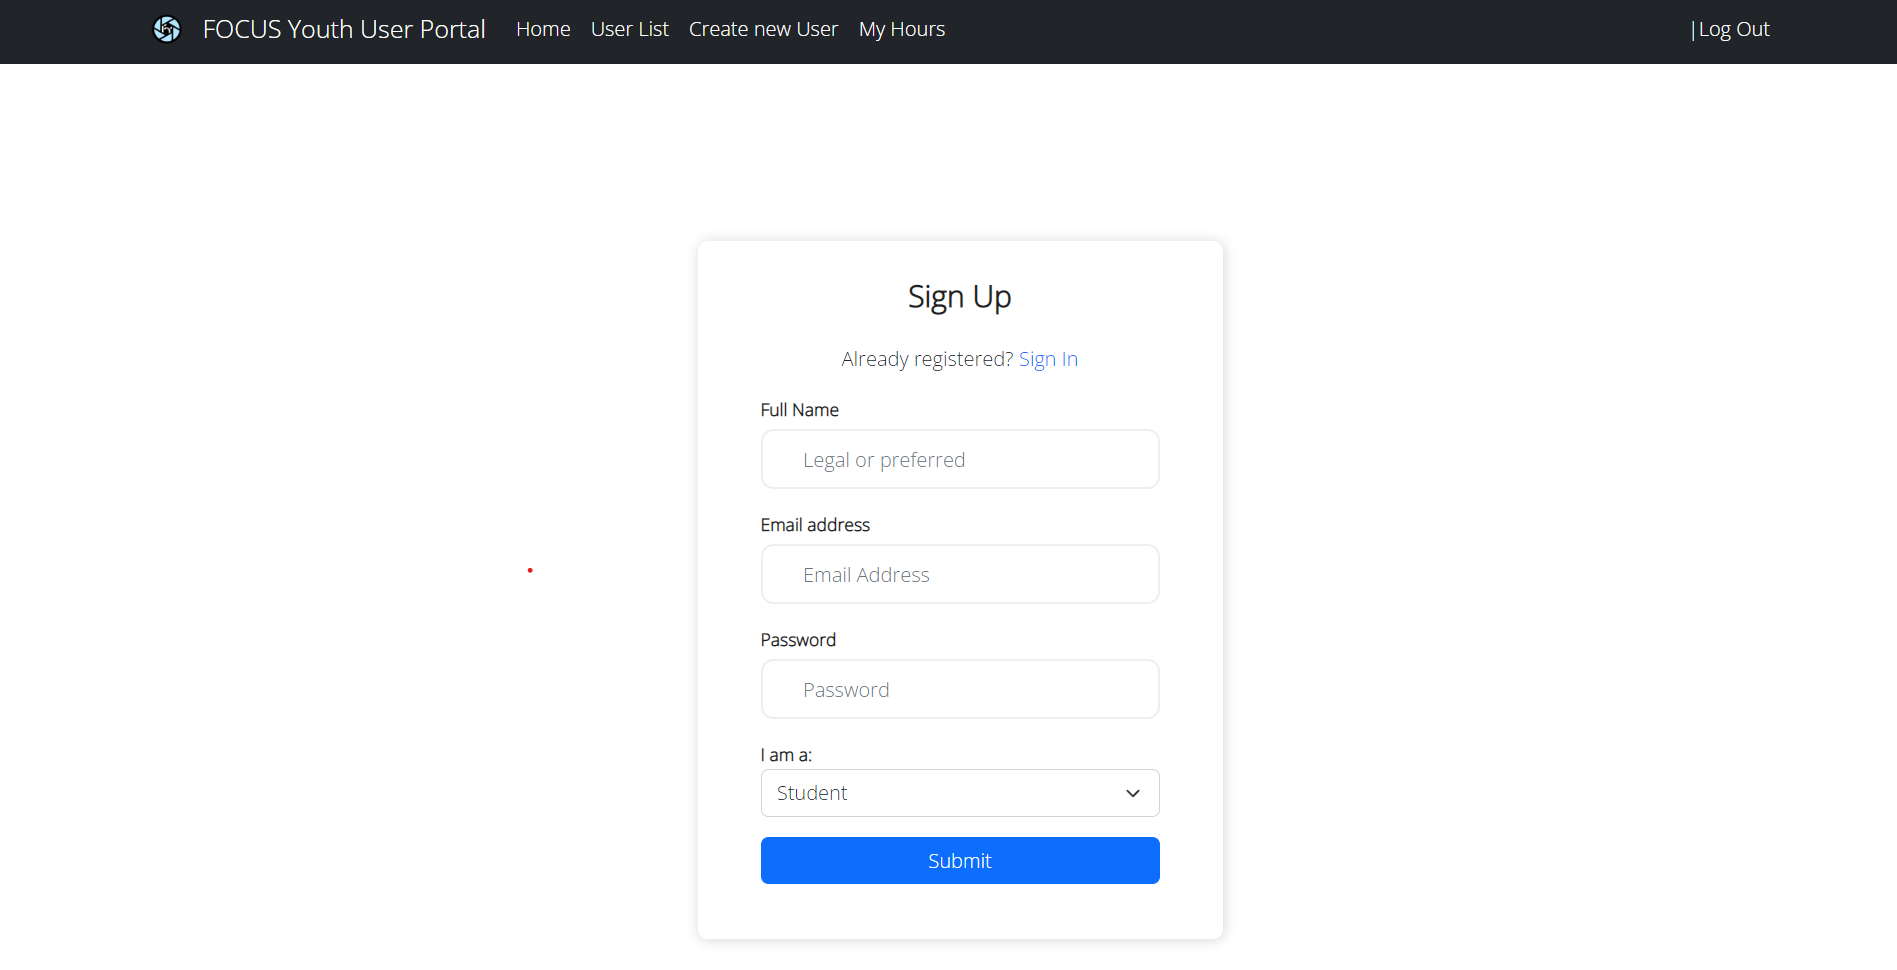 FOCUS Youth User Portal Home User List Create new User My Hours |Log Out
Sign Up
Already registered? Sign In
Full Name
Legal or preferred
Email address
Email Address
Password
Password
I am a:
Student
Submit